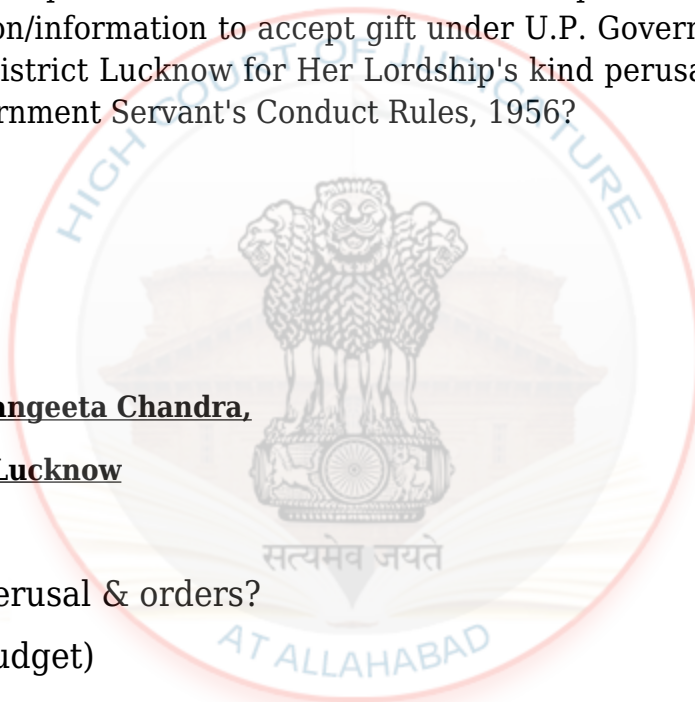 on/information to accept gift under U.P. Govern
istrict Lucknow for Her Lordship's kind perusa
ernment Servant's Conduct Rules, 1956?
HIGH COURT OF JUDICATURE
angeeta Chandra,
Lucknow
सत्यमेव जयते
erusal & orders?
AT ALLAHABAD
udget)